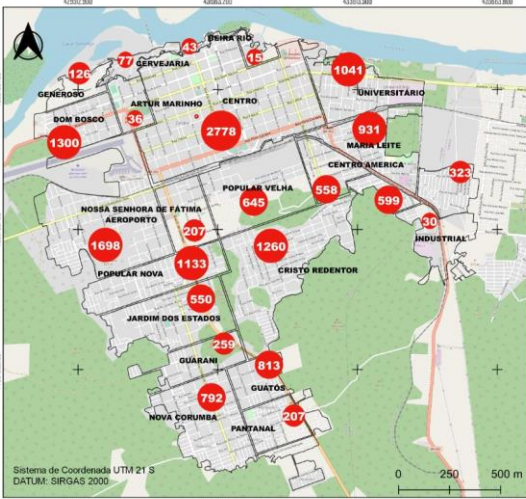 BEIRA RIO
43
15
77
CERVEJARIA
126
1041
GENEROSO
ARTUR MARINHO
CENTRO
UNIVERSITÁRIO
DOM BOSCO
36
2778
931
1300
MARIA LEITE
CENTRO AMERICA
323
POPULAR VELHA
558
645
599
NOSSA SENHORA DE FÁTIMA
AEROPORTO
207
30
1698
1260
INDUSTRIAL
1133
POPULAR NOVA
CRISTO REDENTOR
550
JARDIM DOS ESTADOS
259
GUARANI
813
GUATÓS
792
207
NOVA CORUMBA
PANTANAL
Sistema de Coordenada UTM 21 S
DATUM: SIRGAS 2000
0 250 500 m